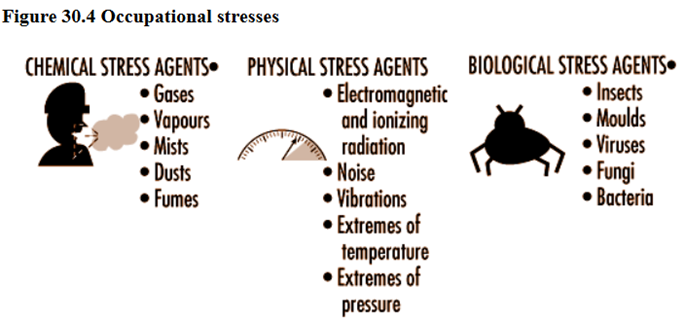 Figure 30.4 Occupational stresses
CHEMICAL STRESS AGENTS•
• Gases
• Vapours
• Mists
• Dusts
• Fumes
PHYSICAL STRESS AGENTS
• Electromagnetic
and ionizing
radiation
• Noise
• Vibrations
• Extremes of
temperature
• Extremes of
pressure
BIOLOGICAL STRESS AGENTS•
• Insects
• Moulds
• Viruses
• Fungi
• Bacteria